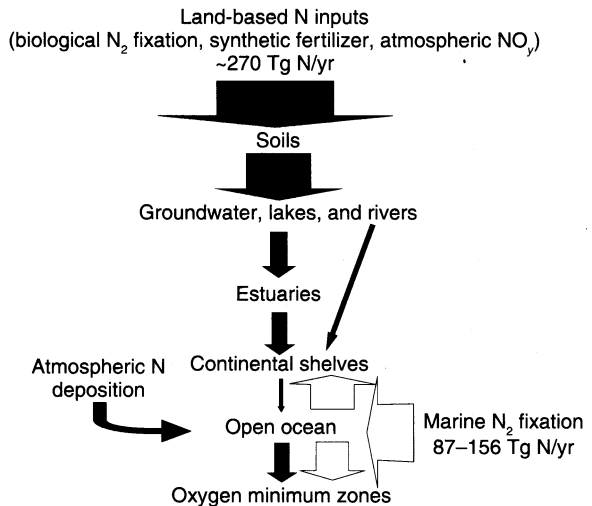 Land-based N inputs
(biological N₂ fixation, synthetic fertilizer, atmospheric NOy)
~270 Tg N/yr
Soils
Groundwater, lakes, and rivers
Estuaries
Continental shelves
Atmospheric N
deposition
Open ocean
Marine N₂ fixation
87–156 Tg N/yr
Oxygen minimum zones